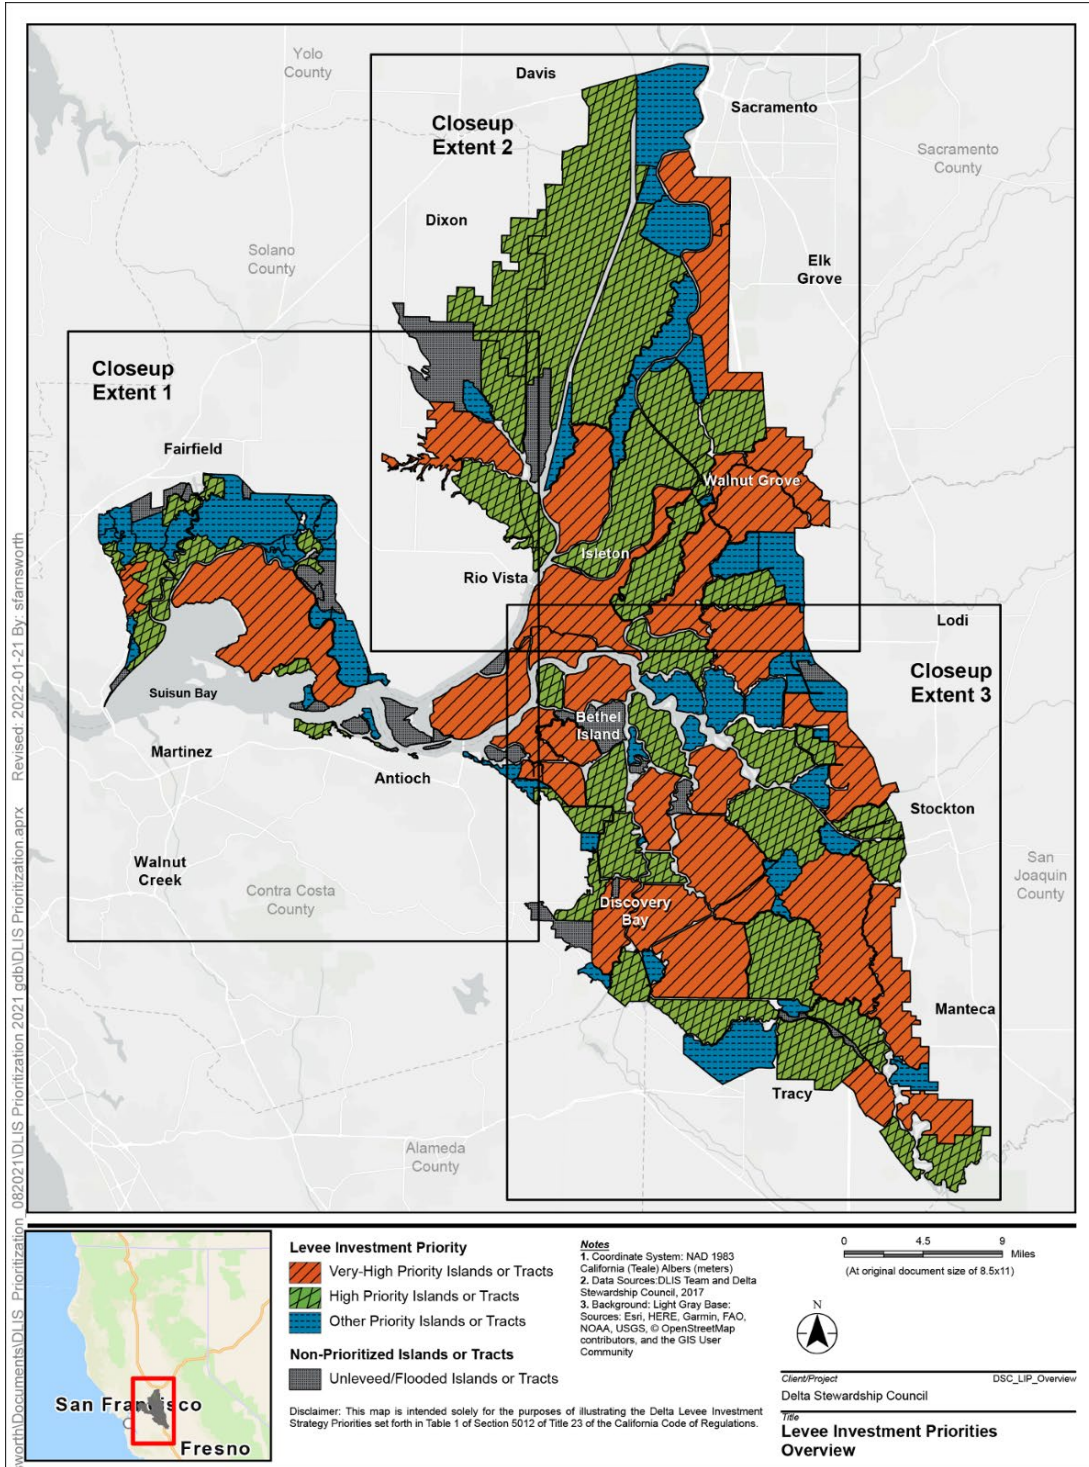 Yolo
County
Davis
Sacramento
Closeup
Extent 2
Sacramento
County
Dixon
Solano
County
Elk
Grove
Closeup
Extent 1
Fairfield
Walnut Grove
Isleton
Rio Vista
Lodi
Closeup
Extent 3
Suisun Bay
Bethel
Island
Martinez
Antioch
Stockton
Walnut
Creek
San
Joaquin
County
Contra Costa
County
Discovery
Bay
Manteca
Tracy
Alameda
County
sworth\Documents\DLIS_Prioritization_082021\DLIS Prioritization 2021 gdb\DLIS Prioritization.aprx Revised: 2022-01-21 By: sfarnsworth
San Francisco
Fresno
Levee Investment Priority
Very-High Priority Islands or Tracts
High Priority Islands or Tracts
Other Priority Islands or Tracts
Non-Prioritized Islands or Tracts
Unleveed/Flooded Islands or Tracts
Disclaimer: This map is intended solely for the purposes of illustrating the Delta Levee Investment
Strategy Priorities set forth in Table 1 of Section 5012 of Title 23 of the California Code of Regulations.
Notes
1. Coordinate System: NAD 1983
California (Teale) Albers (meters)
2. Data Sources:DLIS Team and Delta
Stewardship Council, 2017
3. Background: Light Gray Base:
Sources: Esri, HERE, Garmin, FAO,
NOAA, USGS, © OpenStreetMap
contributors, and the GIS User
Community
0 4.5 9
Miles
(At original document size of 8.5x11)
N
Client/Project DSC_LIP_Overview
Delta Stewardship Council
Title
Levee Investment Priorities
Overview